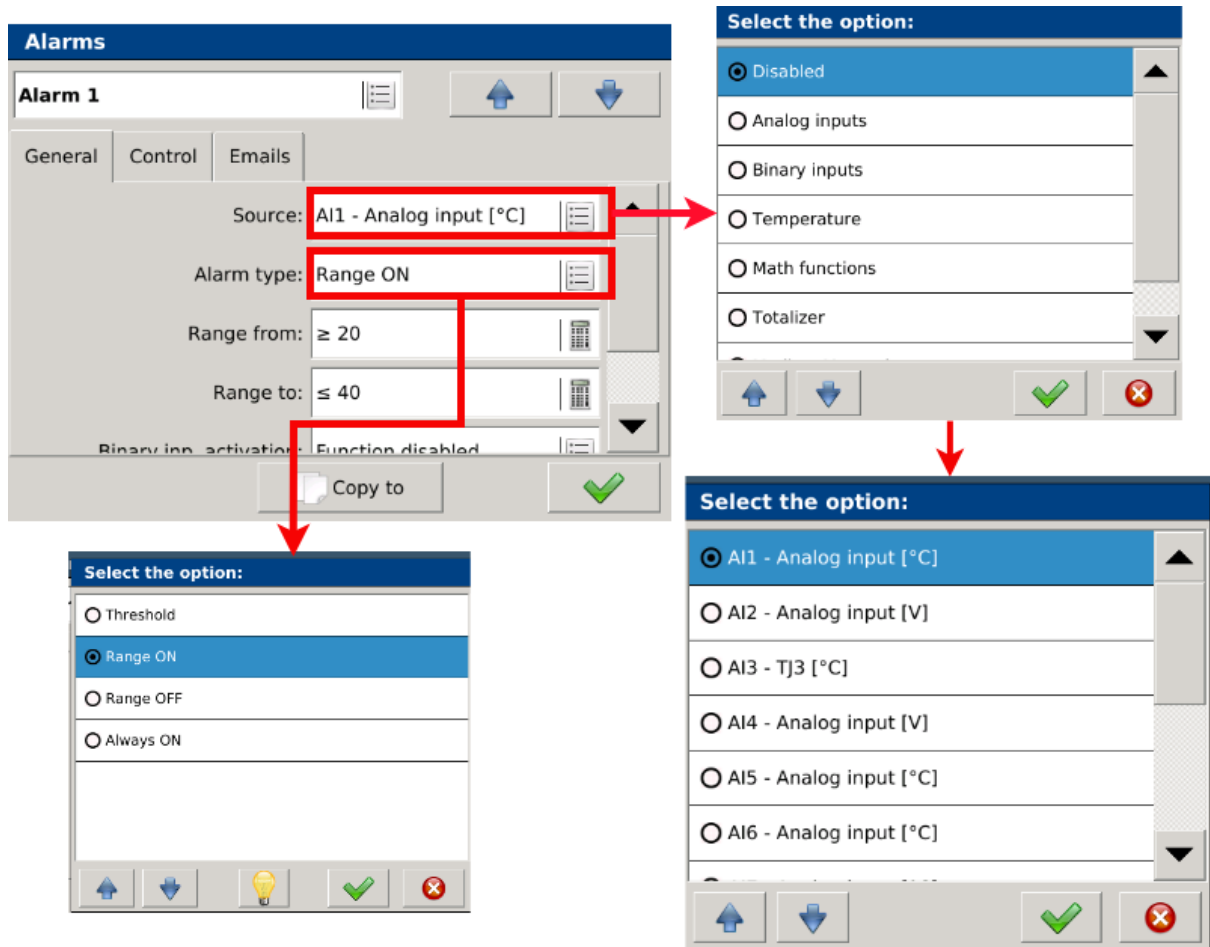 Alarms
Alarm 1
General Control Emails
Source: AI1 - Analog input [°C]
Alarm type: Range ON
Range from: ≥ 20
Range to: ≤ 40
Binary inp. activation: Function disabled
Copy to
Select the option:
Disabled
Analog inputs
Binary inputs
Temperature
Math functions
Totalizer
Select the option:
Threshold
Range ON
Range OFF
Always ON
Select the option:
AI1 - Analog input [°C]
AI2 - Analog input [V]
AI3 - TJ3 [°C]
AI4 - Analog input [V]
AI5 - Analog input [°C]
AI6 - Analog input [°C]